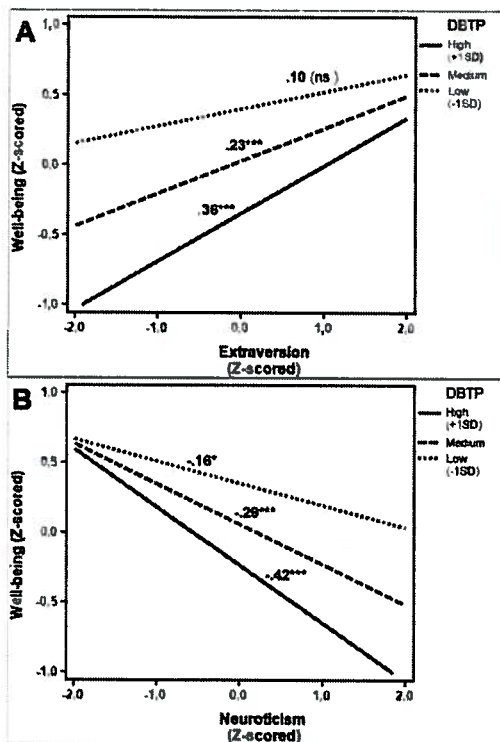 A
DBTP
High
(+1SD)
Medium
Low
(-1SD)
1,0
0,5
0,0
-0,5
-1,0
.10 (ns )
.23***
.36***
Well-being (Z-scored)
-2,0
-1,0
0,0
1,0
2,0
Extraversion
(Z-scored)
B
DBTP
High
(+1SD)
Medium
Low
(-1SD)
1.0
0.5
0.0
-0.5
-1.0
-.16*
-.29***
-.42***
Well-being (Z-scored)
-2,0
-1,0
0,0
1,0
2,0
Neuroticism
(Z-scored)